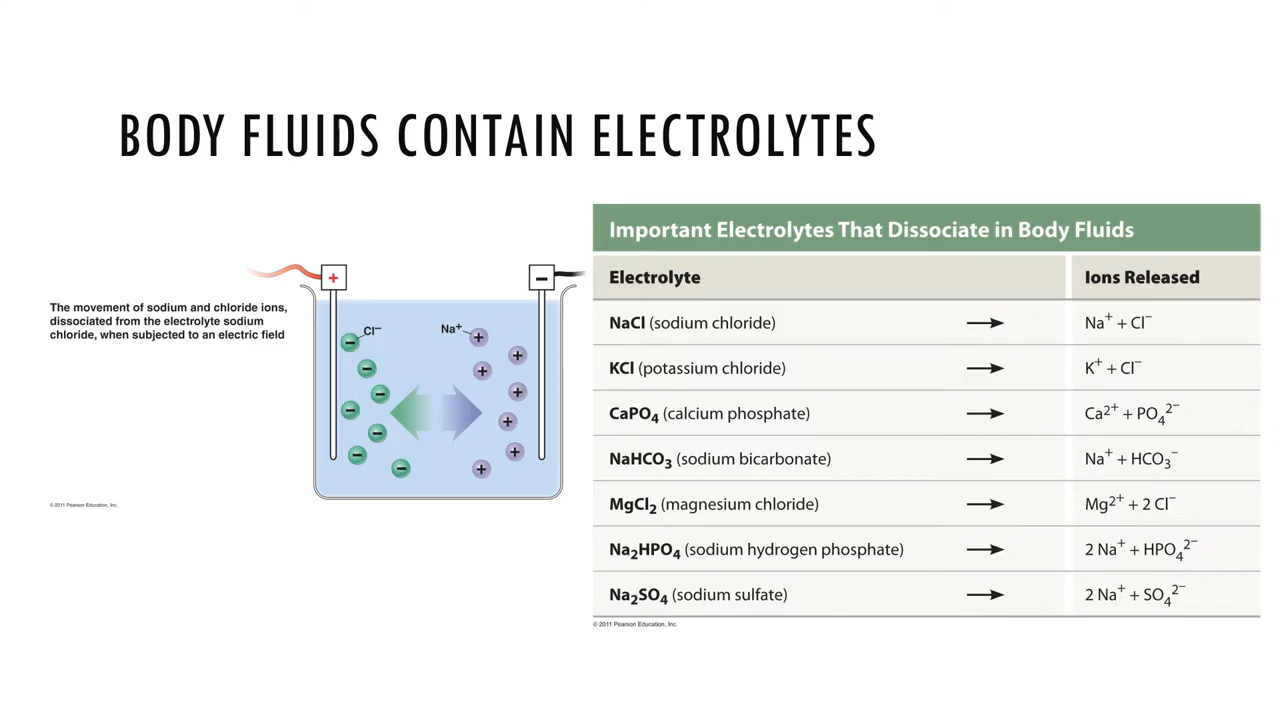 BODY FLUIDS CONTAIN ELECTROLYTES
The movement of sodium and chloride ions,
dissociated from the electrolyte sodium
chloride, when subjected to an electric field
+
−
Cl⁻
Na⁺
© 2011 Pearson Education, Inc.
Important Electrolytes That Dissociate in Body Fluids
Electrolyte Ions Released
NaCl (sodium chloride) → Na⁺ + Cl⁻
KCl (potassium chloride) → K⁺ + Cl⁻
CaPO₄ (calcium phosphate) → Ca²⁺ + PO₄²⁻
NaHCO₃ (sodium bicarbonate) → Na⁺ + HCO₃⁻
MgCl₂ (magnesium chloride) → Mg²⁺ + 2 Cl⁻
Na₂HPO₄ (sodium hydrogen phosphate) → 2 Na⁺ + HPO₄²⁻
Na₂SO₄ (sodium sulfate) → 2 Na⁺ + SO₄²⁻
© 2011 Pearson Education, Inc.